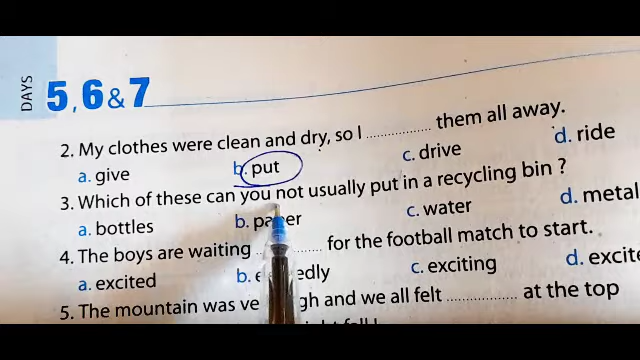 DAYS
5,6 & 7
2. My clothes were clean and dry, so I .................. them all away.
a. give b. put c. drive d. ride
3. Which of these can you not usually put in a recycling bin ?
a. bottles b. paper c. water d. metal
4. The boys are waiting for the football match to start.
a. excited b. c. exciting d.
5. The mountain was and we all felt .................. at the top